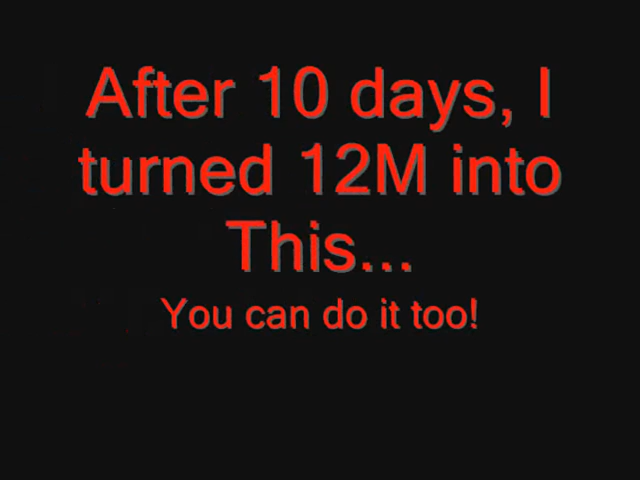 After 10 days, I
turned 12M into
This...
You can do it too!